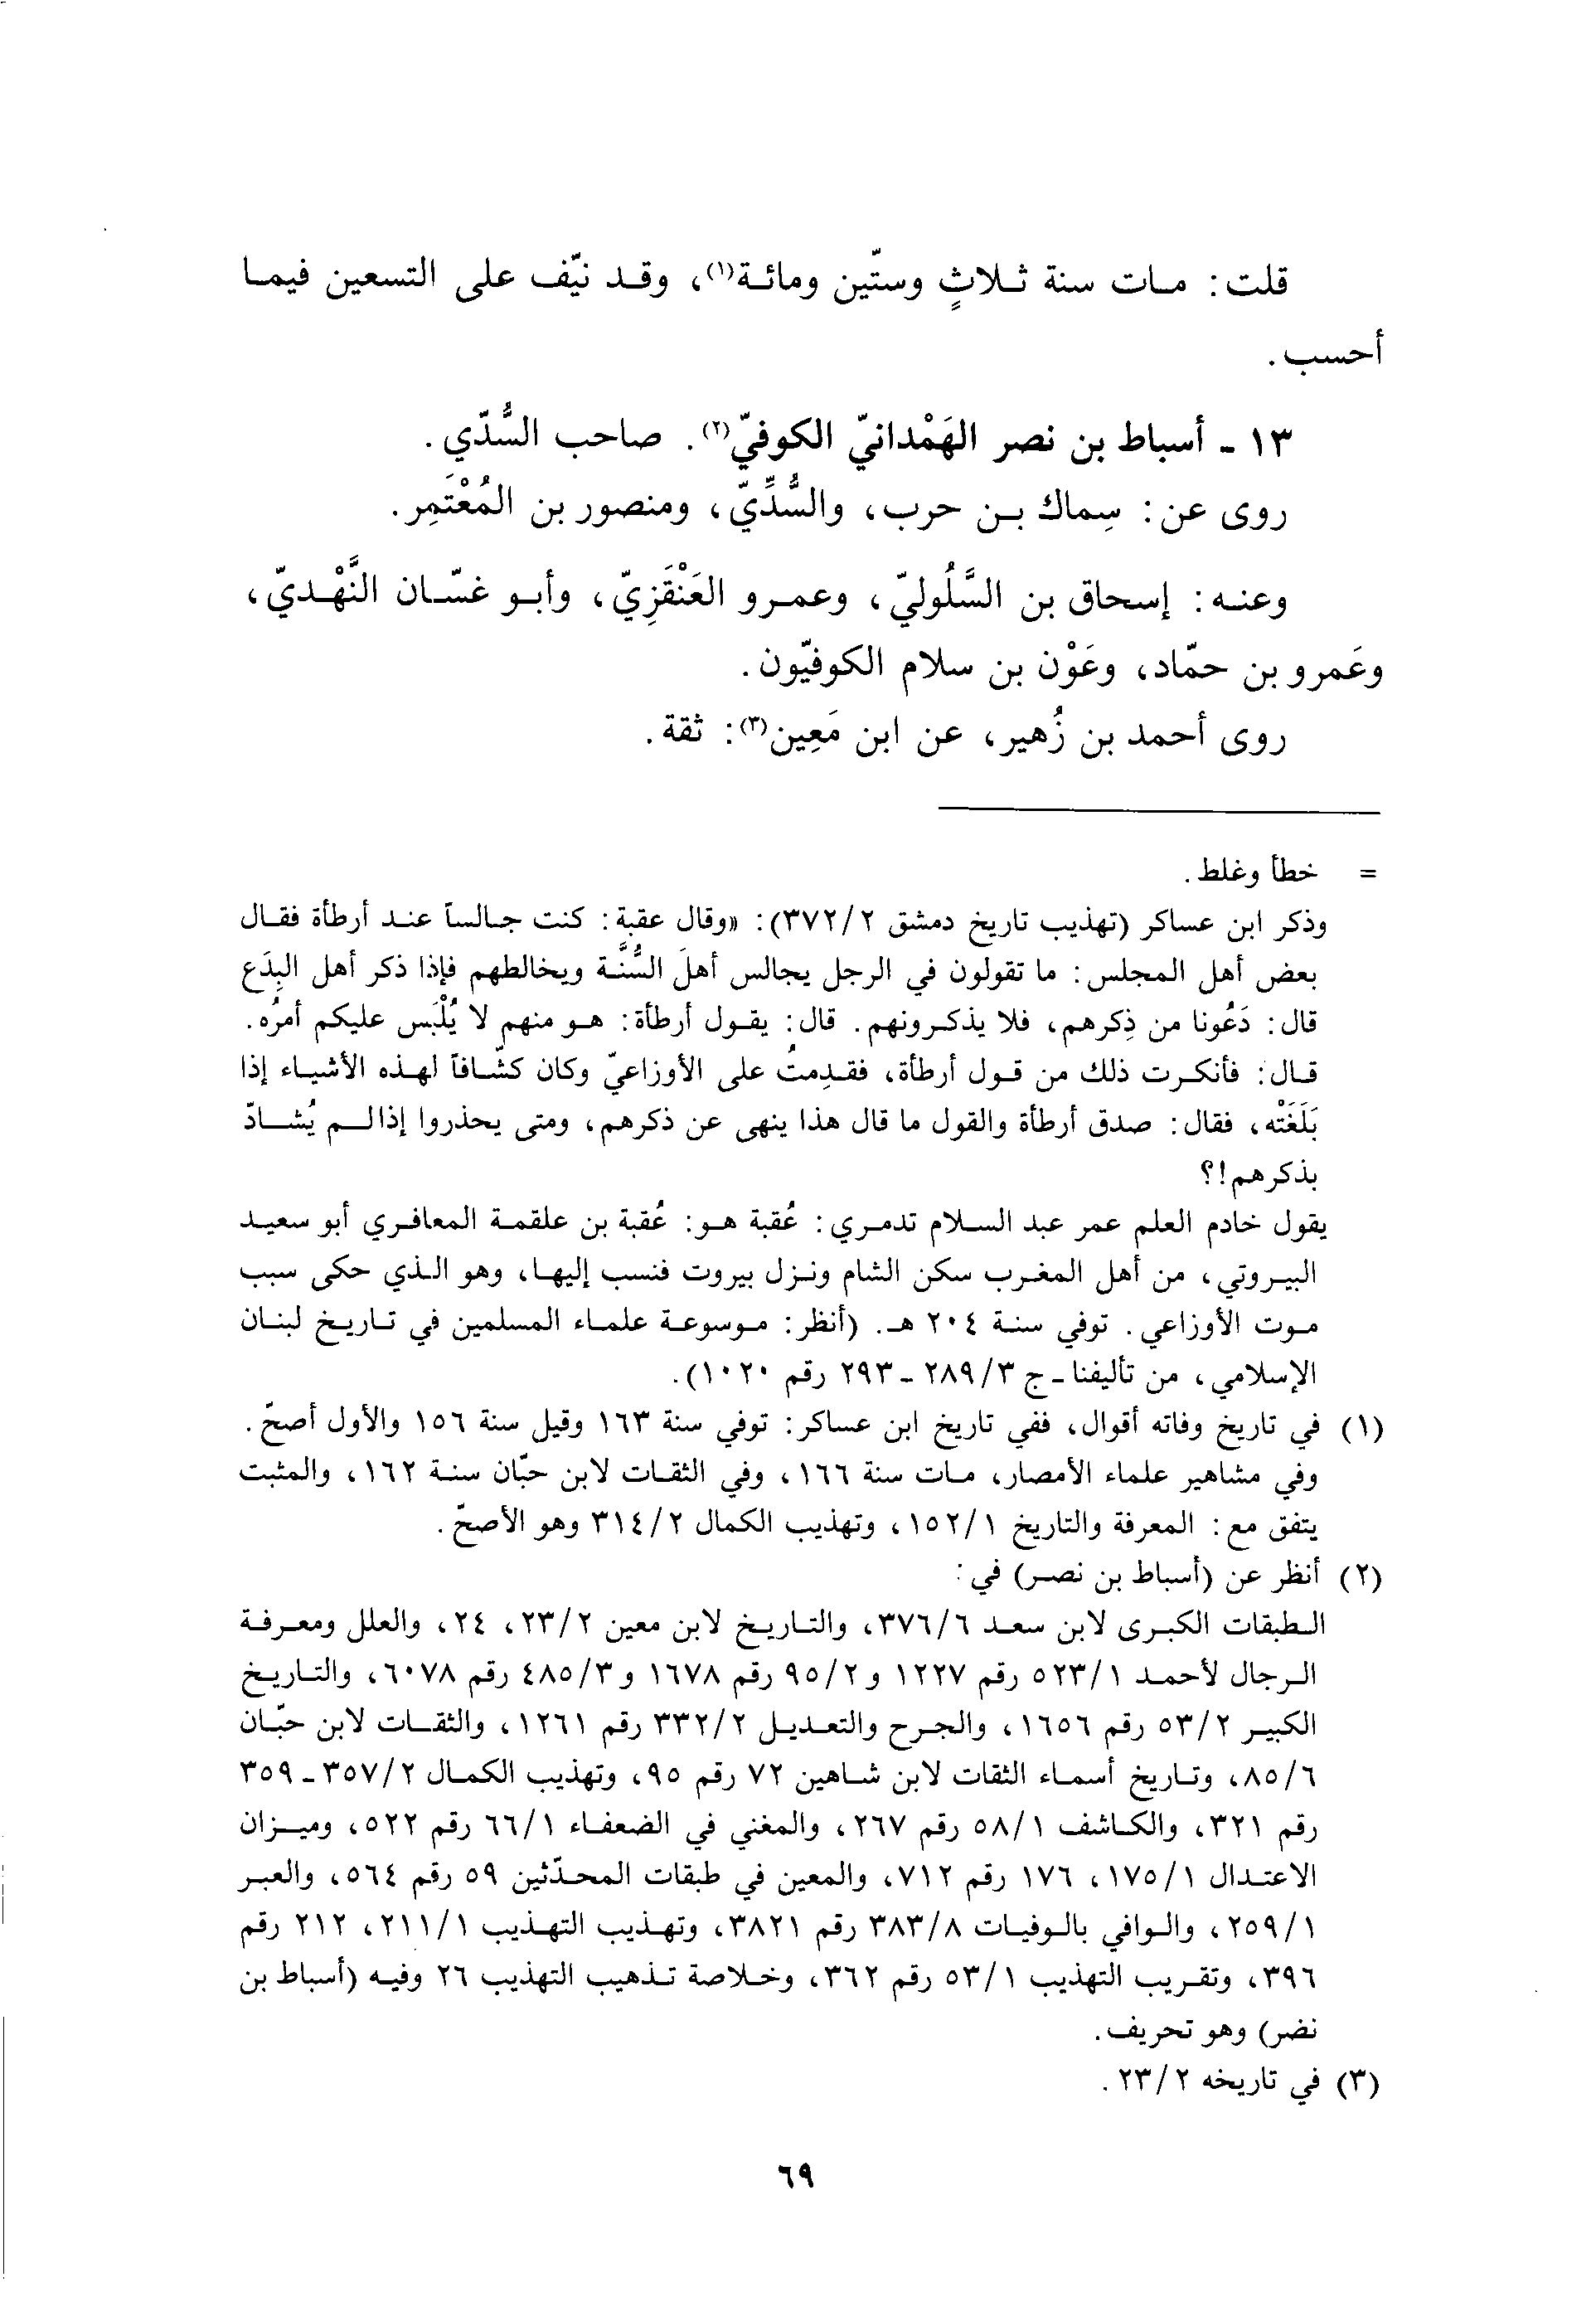 قلت: مات سنة ثلاثٍ وستّين ومائة(١)، وقد نيّف على التسعين فيما
أحسب.
١٣ - أسباط بن نصر الهَمْدانيّ الكوفيّ(٢). صاحب السُّدّي.
روى عن: سِماك بن حرب، والسُّدِّيّ، ومنصور بن المُعْتَمِر.
وعنه: إسحاق بن السَّلُوليّ، وعمرو العَنْقَزِيّ، وأبو غسّان النَّهْديّ،
وعَمرو بن حمّاد، وعَوْن بن سلام الكوفيّون.
روى أحمد بن زُهير، عن ابن مَعِين(٣): ثقة.
= خطأ وغلط.
وذكر ابن عساكر (تهذيب تاريخ دمشق ٣٧٢/٢): «وقال عقبة: كنت جالساً عند أرطأة فقال
بعض أهل المجلس: ما تقولون في الرجل يجالس أهلَ السُّنَّة ويخالطهم فإذا ذكر أهل البِدَع
قال: دَعُونا من ذِكرهم، فلا يذكرونهم. قال: يقول أرطأة: هو منهم لا يُلْبَس عليكم أمرُه.
قال: فأنكرت ذلك من قول أرطأة، فقدِمتُ على الأوزاعيّ وكان كشّافاً لهذه الأشياء إذا
بَلَغَتْه، فقال: صدق أرطأة والقول ما قال هذا ينهى عن ذكرهم، ومتى يحذروا إذا لم يُشادّ
بذكرهم!؟
يقول خادم العلم عمر عبد السلام تدمري: عُقبة هو: عُقبة بن علقمة المعافري أبو سعيد
البيروتي، من أهل المغرب سكن الشام ونزل بيروت فنسب إليها، وهو الذي حكى سبب
موت الأوزاعي. توفي سنة ٢٠٤ هـ. (أنظر: موسوعة علماء المسلمين في تاريخ لبنان
الإسلامي، من تأليفنا - ج ٢٨٩/٣ - ٢٩٣ رقم ١٠٢٠).
(١) في تاريخ وفاته أقوال، ففي تاريخ ابن عساكر: توفي سنة ١٦٣ وقيل سنة ١٥٦ والأول أصحّ.
وفي مشاهير علماء الأمصار، مات سنة ١٦٦، وفي الثقات لابن حبّان سنة ١٦٢، والمثبت
يتفق مع: المعرفة والتاريخ ١٥٢/١، وتهذيب الكمال ٣١٤/٢ وهو الأصحّ.
(٢) أنظر عن (أسباط بن نصر) في:
الطبقات الكبرى لابن سعد ٣٧٦/٦، والتاريخ لابن معين ٢٣/٢، ٢٤، والعلل ومعرفة
الرجال لأحمد ٥٢٣/١ رقم ١٢٢٧ و ٩٥/٢ رقم ١٦٧٨ و ٤٨٥/٣ رقم ٦٠٧٨، والتاريخ
الكبير ٥٣/٢ رقم ١٦٥٦، والجرح والتعديل ٣٣٢/٢ رقم ١٢٦١، والثقات لابن حبّان
٨٥/٦، وتاريخ أسماء الثقات لابن شاهين ٧٢ رقم ٩٥، وتهذيب الكمال ٣٥٧/٢ - ٣٥٩
رقم ٣٢١، والكاشف ٥٨/١ رقم ٢٦٧، والمغني في الضعفاء ٦٦/١ رقم ٥٢٢، وميزان
الاعتدال ١٧٥/١، ١٧٦ رقم ٧١٢، والمعين في طبقات المحدّثين ٥٩ رقم ٥٦٤، والعبر
٢٥٩/١، والوافي بالوفيات ٣٨٣/٨ رقم ٣٨٢١، وتهذيب التهذيب ٢١١/١، ٢١٢ رقم
٣٩٦، وتقريب التهذيب ٥٣/١ رقم ٣٦٢، وخلاصة تذهيب التهذيب ٢٦ وفيه (أسباط بن
نضر) وهو تحريف.
(٣) في تاريخه ٢٣/٢.
٦٩